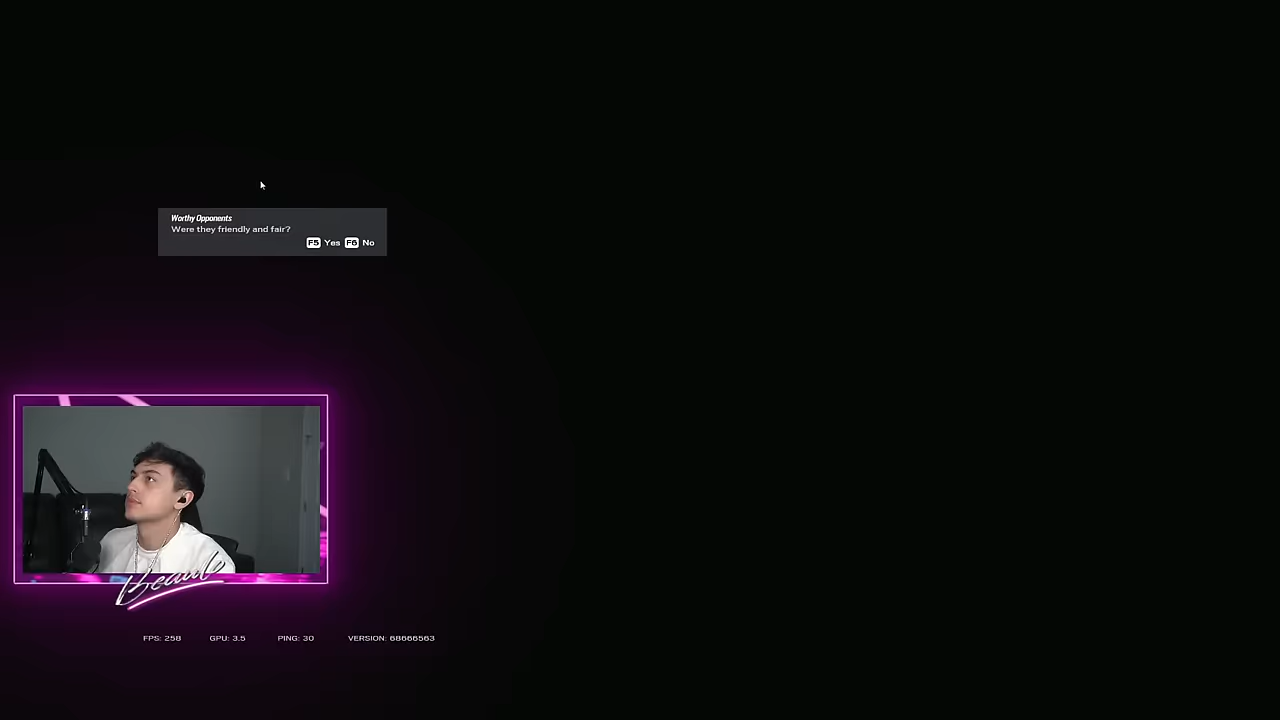 Worthy Opponents
Were they friendly and fair?
F5 Yes F6 No
Beaulo
FPS: 258 GPU: 3.5 PING: 30 VERSION: 68666563